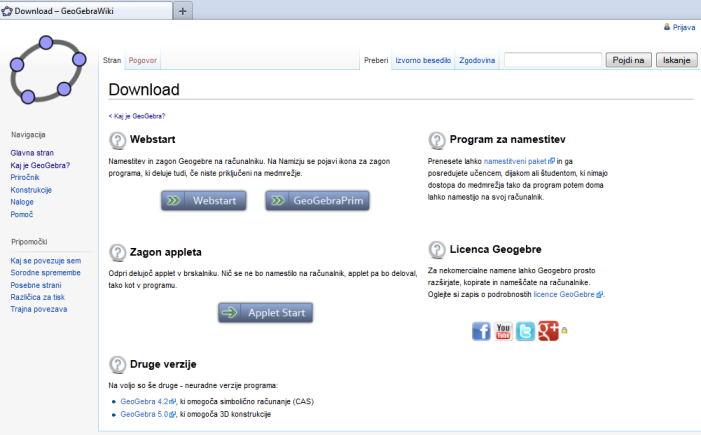 Download – GeoGebraWiki
Prijava
Stran Pogovor
Preberi Izvorno besedilo Zgodovina
Pojdi na Iskanje
Download
< Kaj je GeoGebra?
Navigacija
Glavna stran
Kaj je GeoGebra?
Priročnik
Konstrukcije
Naloge
Pomoč
Pripomočki
Kaj se povezuje sem
Sorodne spremembe
Posebne strani
Različica za tisk
Trajna povezava
Webstart
Namestitev in zagon Geogebre na računalniku. Na Namizju se pojavi ikona za zagon
programa, ki deluje tudi, če niste priključeni na medmrežje.
Webstart GeoGebraPrim
Zagon appleta
Odpri delujoč applet v brskalniku. Nič se ne bo namestilo na računalnik, applet pa bo deloval,
tako kot v programu.
Applet Start
Druge verzije
Na voljo so še druge - neuradne verzije programa:
GeoGebra 4.2, ki omogoča simbolično računanje (CAS)
GeoGebra 5.0, ki omogoča 3D konstrukcije
Program za namestitev
Prenesete lahko namestitveni paket in ga
posredujete učencem, dijakom ali študentom, ki nimajo
dostopa do medmrežja tako da program potem doma
lahko namestijo na svoj računalnik.
Licenca Geogebre
Za nekomercialne namene lahko Geogebro prosto
razširjate, kopirate in nameščate na računalnike.
Oglejte si zapis o podrobnostih licence GeoGebre.
f You Tube t g+